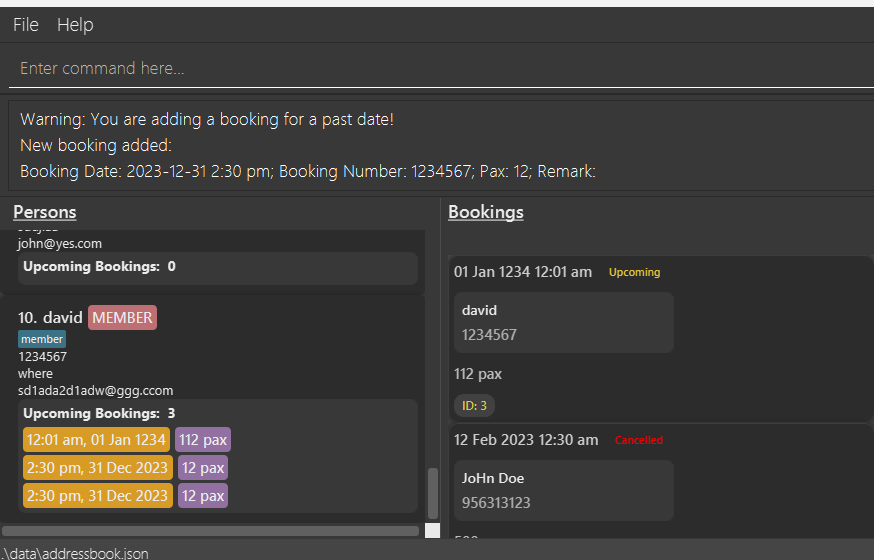 File Help
Enter command here...
Warning: You are adding a booking for a past date!
New booking added:
Booking Date: 2023-12-31 2:30 pm; Booking Number: 1234567; Pax: 12; Remark:
Persons
john@yes.com
Upcoming Bookings: 0
10. david MEMBER
member
1234567
where
sd1ada2d1adw@ggg.ccom
Upcoming Bookings: 3
12:01 am, 01 Jan 1234 112 pax
2:30 pm, 31 Dec 2023 12 pax
2:30 pm, 31 Dec 2023 12 pax
Bookings
01 Jan 1234 12:01 am Upcoming
david
1234567
112 pax
ID: 3
12 Feb 2023 12:30 am Cancelled
JoHn Doe
956313123
.\data\addressbook.json